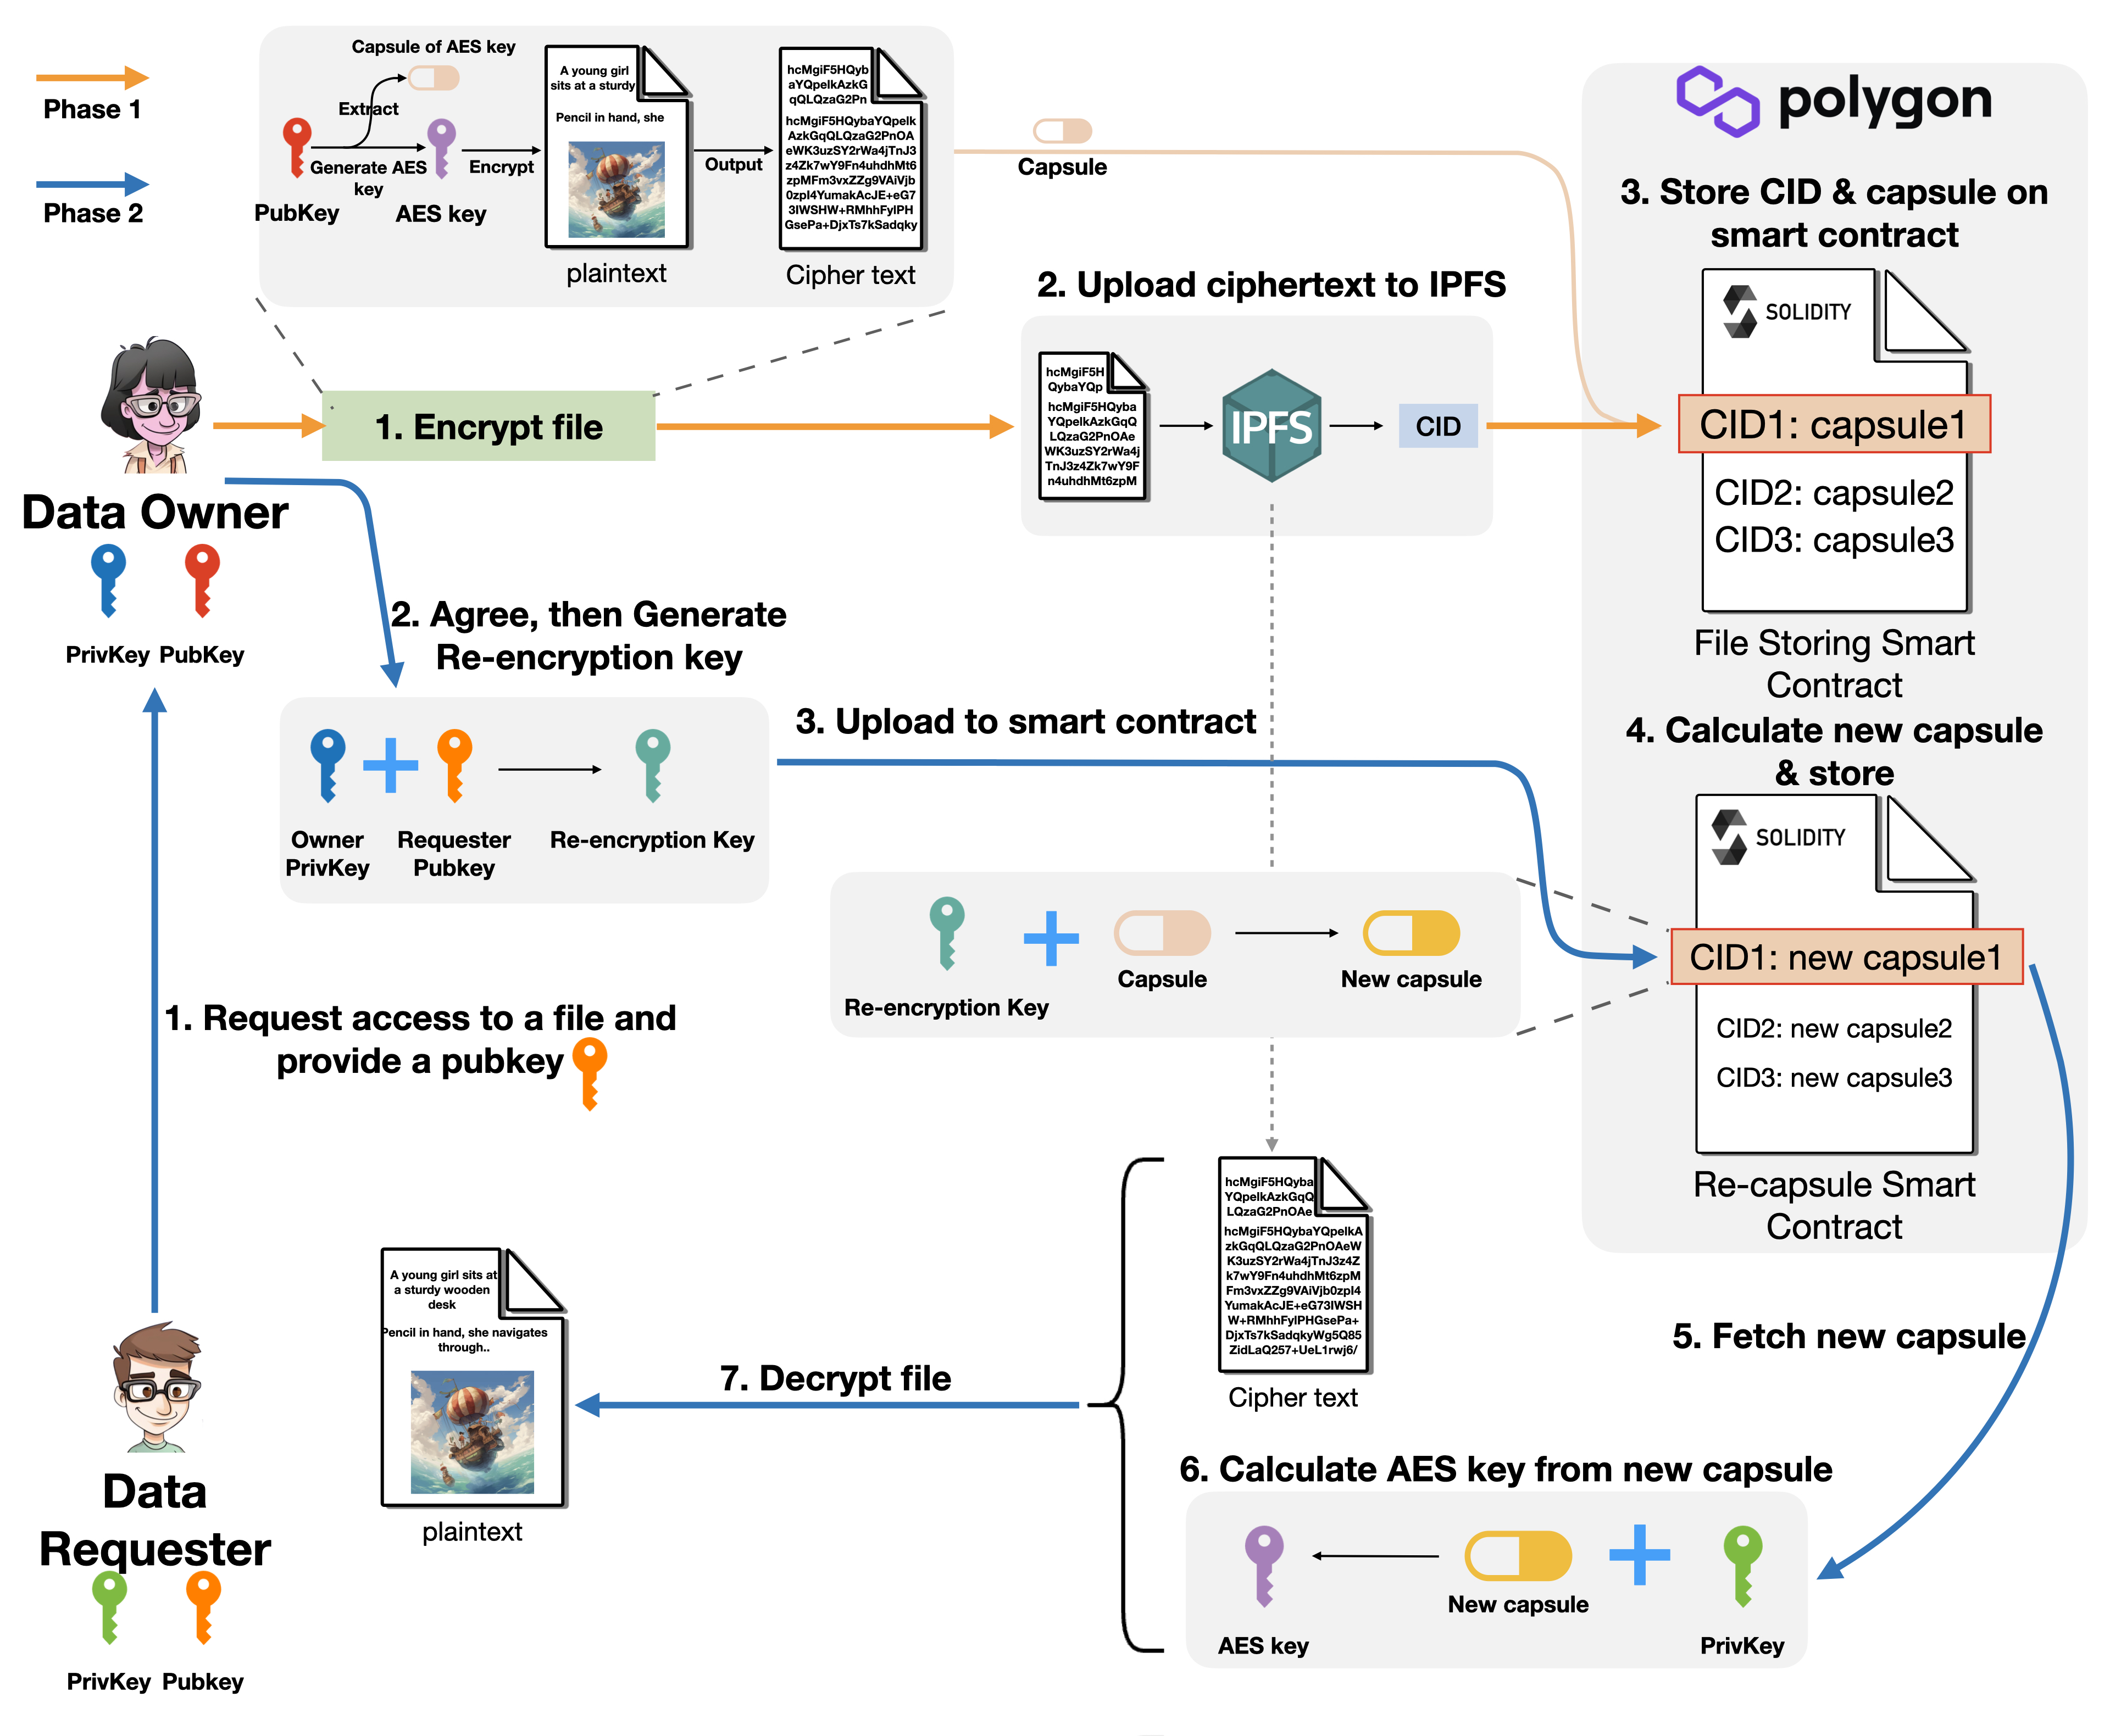 Phase 1
Phase 2
Capsule of AES key
Extract
Generate AES
key
PubKey
AES key
Encrypt
A young girl
sits at a sturdy
Pencil in hand, she
plaintext
Output
hcMgiF5HQyb
aYQpelkAzkG
qQLQzaG2Pn
hcMgiF5HQybaYQpelk
AzkGqQLQzaG2PnOA
eWK3uzSY2rWa4jTnJ3
z4Zk7wY9Fn4uhdhMt6
zpMFm3vxZZg9VAiVjb
0zpI4YumakAcJE+eG7
3IWSHW+RMhhFyIPH
GsePa+DjxTs7kSadqky
Cipher text
Capsule
polygon
3. Store CID & capsule on
smart contract
SOLIDITY
CID1: capsule1
CID2: capsule2
CID3: capsule3
File Storing Smart
Contract
1. Encrypt file
2. Upload ciphertext to IPFS
hcMgiF5H
QybaYQp
hcMgiF5HQyba
YQpelkAzkGqQ
LQzaG2PnOAe
WK3uzSY2rWa4j
TnJ3z4Zk7wY9F
n4uhdhMt6zpM
IPFS
CID
Data Owner
PrivKey PubKey
2. Agree, then Generate
Re-encryption key
Owner
PrivKey
Requester
Pubkey
Re-encryption Key
3. Upload to smart contract
4. Calculate new capsule
& store
SOLIDITY
CID1: new capsule1
CID2: new capsule2
CID3: new capsule3
Re-capsule Smart
Contract
Re-encryption Key
Capsule
New capsule
1. Request access to a file and
provide a pubkey
hcMgiF5HQyba
YQpelkAzkGqQ
LQzaG2PnOAe
hcMgiF5HQybaYQpelkA
zkGqQLQzaG2PnOAeW
K3uzSY2rWa4jTnJ3z4Z
k7wY9Fn4uhdhMt6zpM
Fm3vxZZg9VAiVjb0zpI4
YumakAcJE+eG73IWSH
W+RMhhFyIPHGsePa+
DjxTs7kSadqkyWg5Q85
ZidLaQ257+UeL1rwj6/
Cipher text
5. Fetch new capsule
6. Calculate AES key from new capsule
AES key
New capsule
PrivKey
7. Decrypt file
A young girl sits at
a sturdy wooden
desk
Pencil in hand, she navigates
through..
plaintext
Data
Requester
PrivKey Pubkey